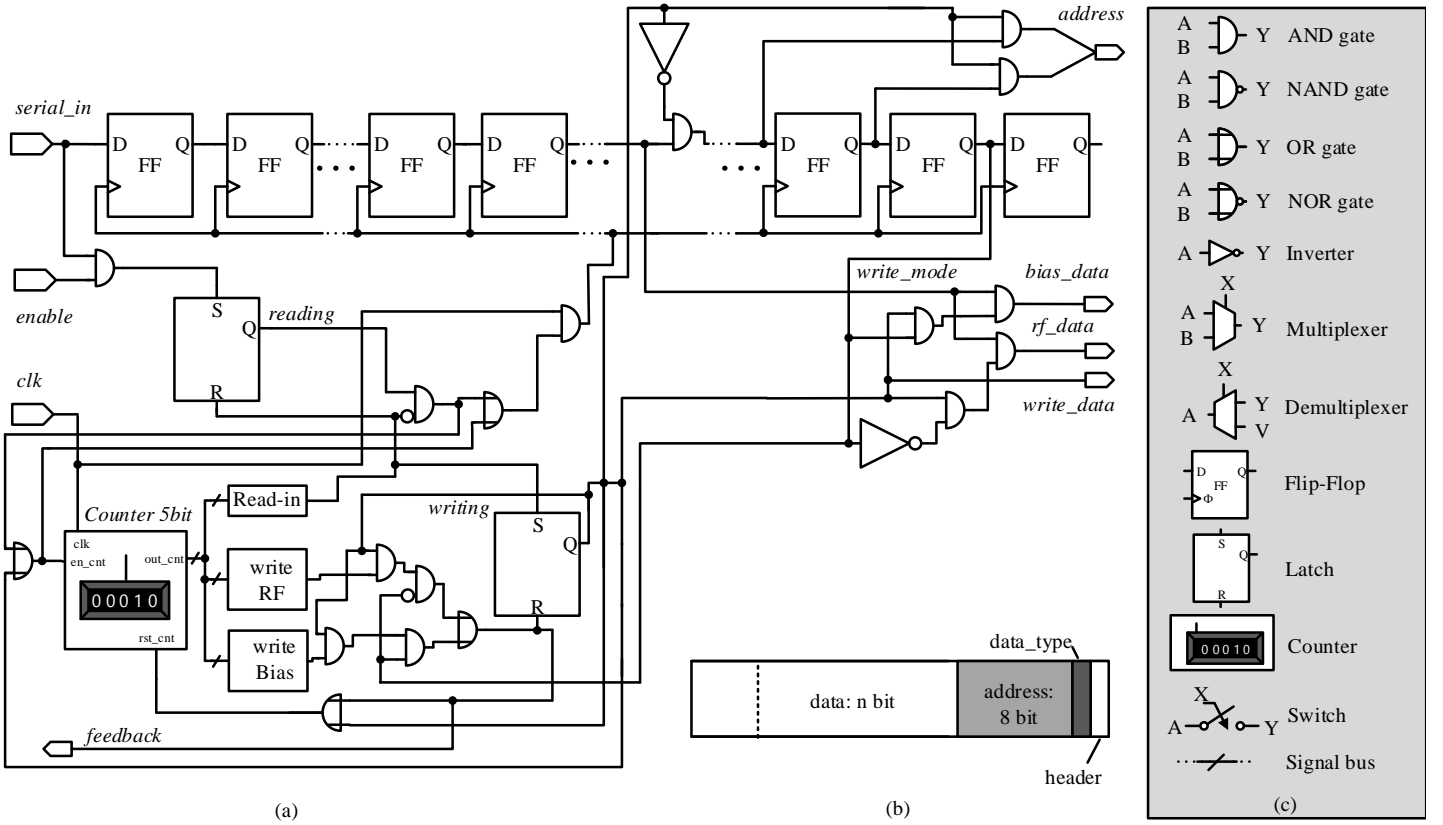 address
serial_in
D Q
FF
D Q
FF
D Q
FF
D Q
FF
D Q
FF
D Q
FF
D Q
FF
enable
S
Q
R
reading
write_mode
bias_data
rf_data
write_data
clk
Read-in
Counter 5bit
clk
en_cnt
out_cnt
00010
rst_cnt
write
RF
write
Bias
writing
S
Q
R
feedback
(a)
data_type
data: n bit
address:
8 bit
header
(b)
A
B
Y AND gate
A
B
Y NAND gate
A
B
Y OR gate
A
B
Y NOR gate
A Y Inverter
X
A
B
Y Multiplexer
X
A
Y
V
Demultiplexer
D Q
FF
Φ
Flip-Flop
S
Q
R
Latch
00010
Counter
X
A Y Switch
Signal bus
(c)